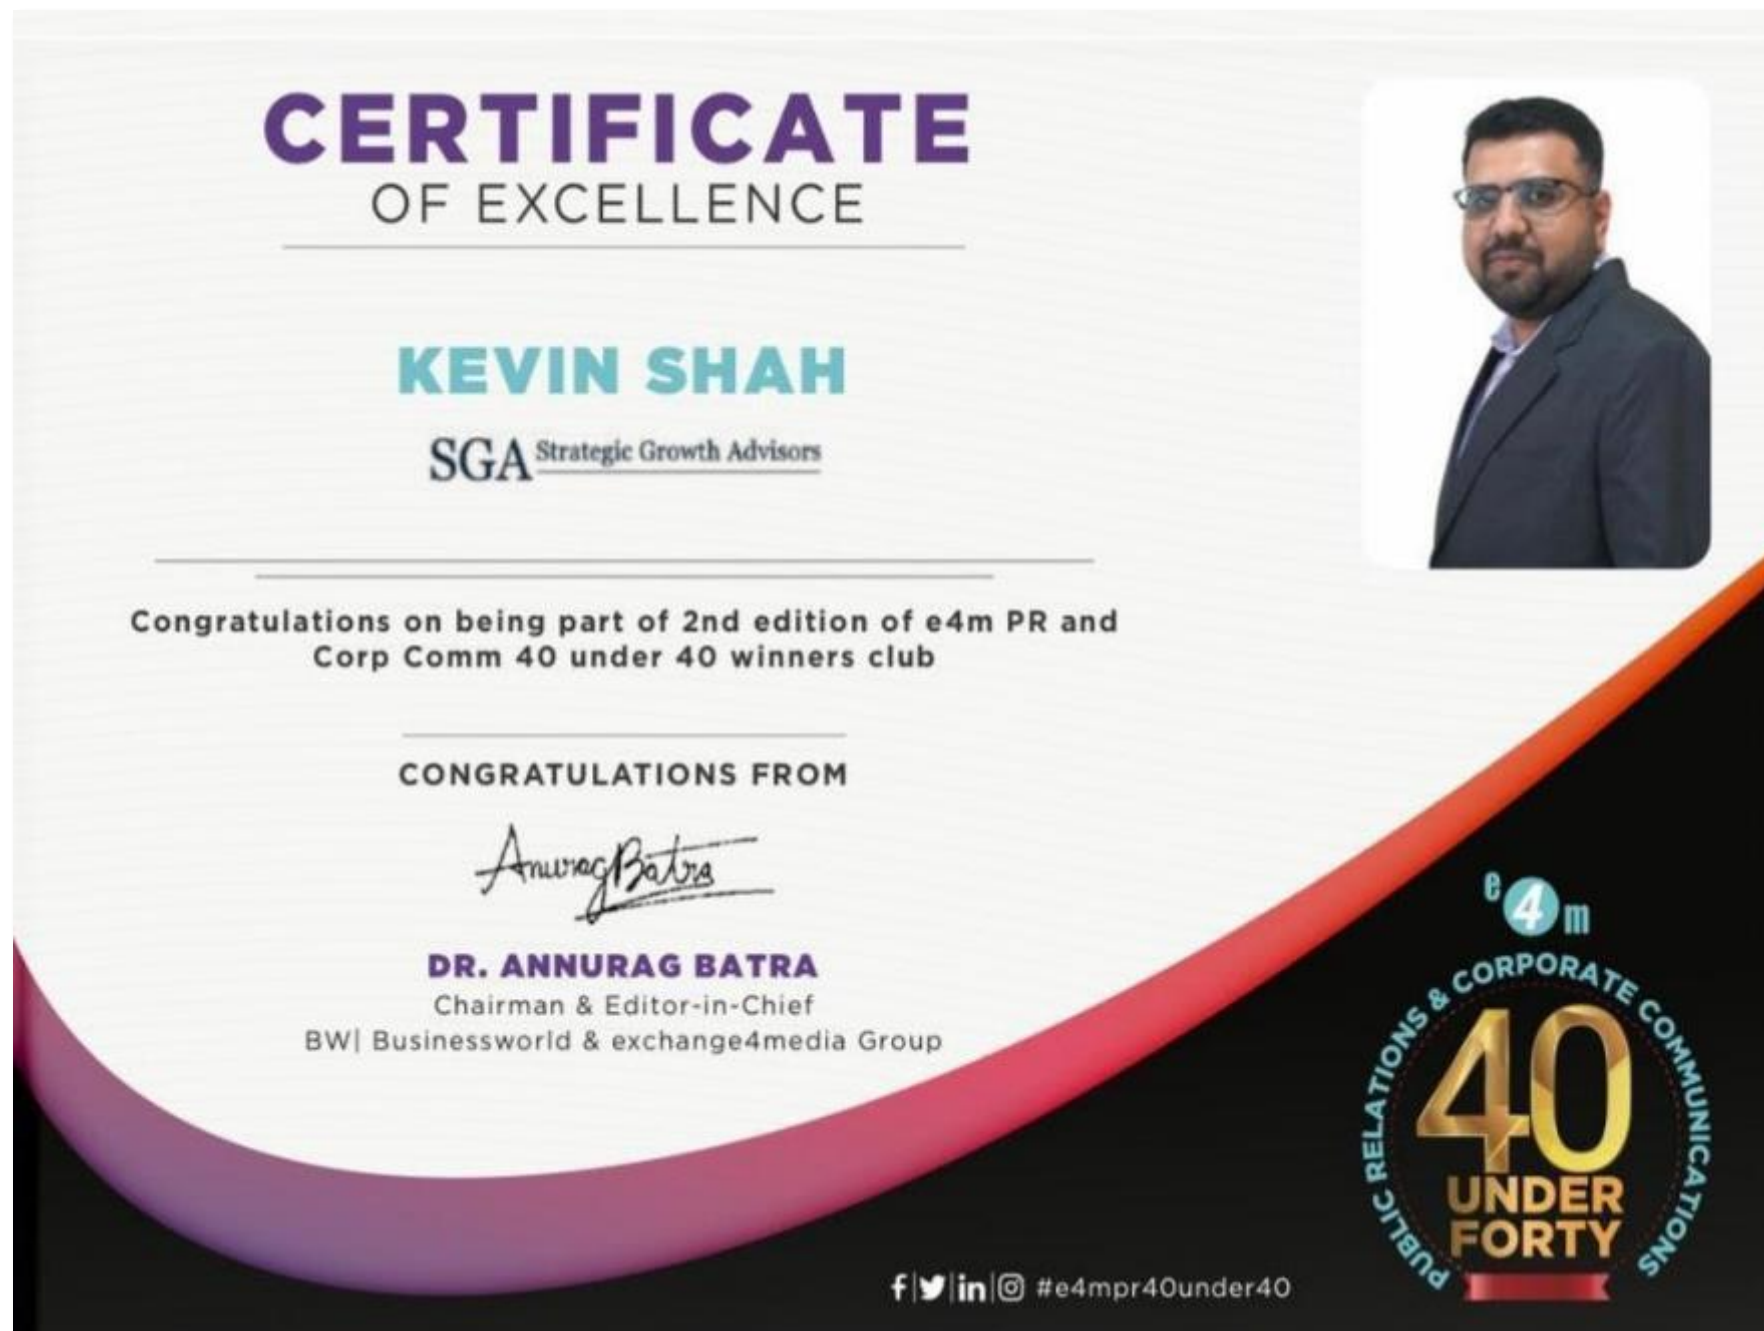 CERTIFICATE
OF EXCELLENCE
KEVIN SHAH
SGA Strategic Growth Advisors
Congratulations on being part of 2nd edition of e4m PR and
Corp Comm 40 under 40 winners club
CONGRATULATIONS FROM
Anurag Batra
DR. ANNURAG BATRA
Chairman & Editor-in-Chief
BW| Businessworld & exchange4media Group
e4m
PUBLIC RELATIONS & CORPORATE COMMUNICATIONS
40
UNDER
FORTY
#e4mpr40under40